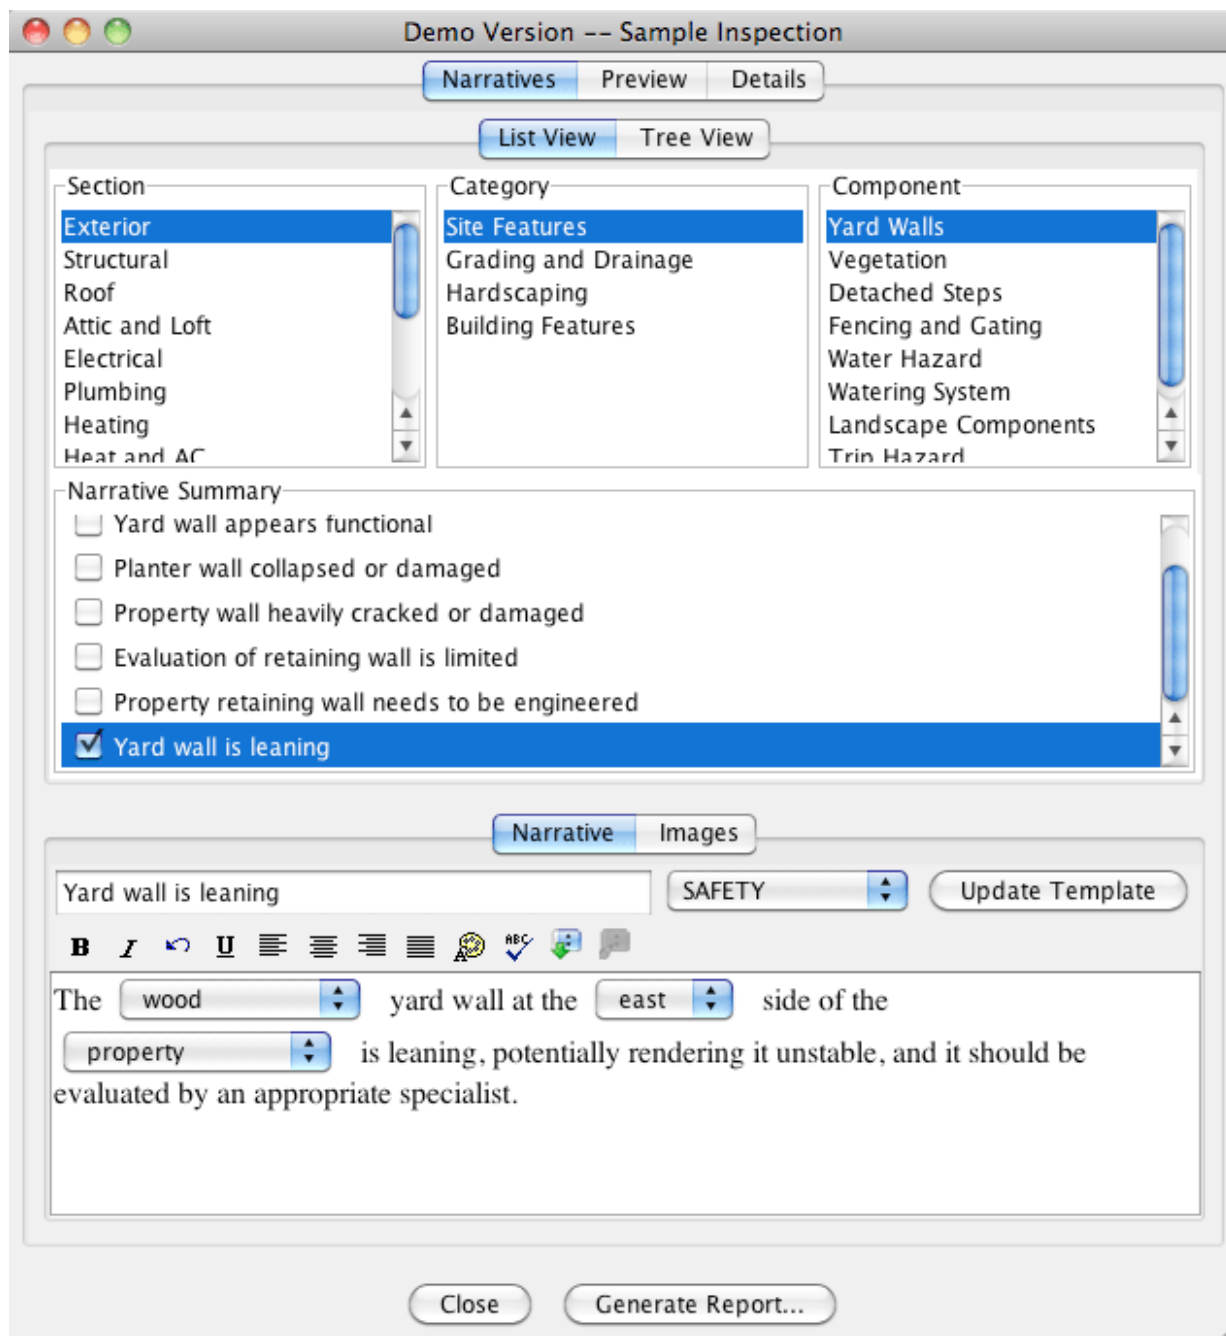 Demo Version -- Sample Inspection
Narratives Preview Details
List View Tree View
Section
Exterior
Structural
Roof
Attic and Loft
Electrical
Plumbing
Heating
Heat and AC
Category
Site Features
Grading and Drainage
Hardscaping
Building Features
Component
Yard Walls
Vegetation
Detached Steps
Fencing and Gating
Water Hazard
Watering System
Landscape Components
Trip Hazard
Narrative Summary
Yard wall appears functional
Planter wall collapsed or damaged
Property wall heavily cracked or damaged
Evaluation of retaining wall is limited
Property retaining wall needs to be engineered
Yard wall is leaning
Narrative Images
Yard wall is leaning SAFETY Update Template
B I U A ABC
The wood yard wall at the east side of the
property is leaning, potentially rendering it unstable, and it should be
evaluated by an appropriate specialist.
Close Generate Report...